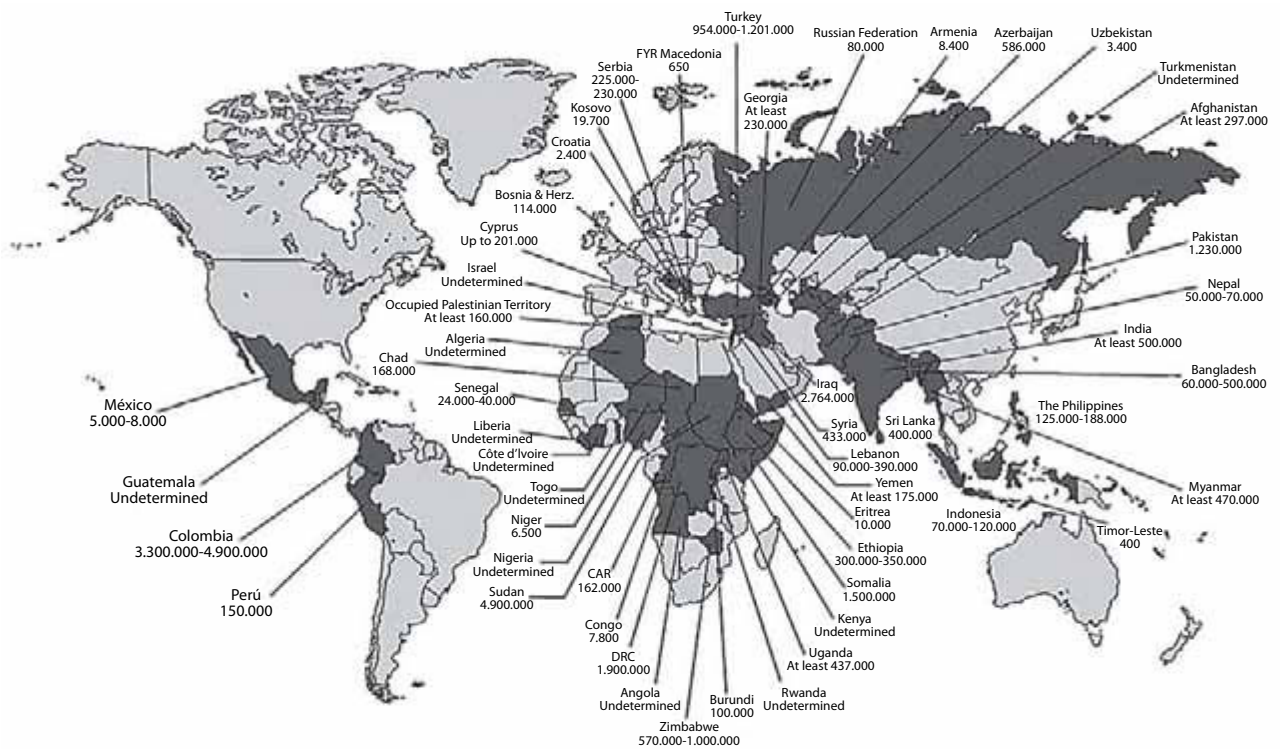 Turkey
954.000-1.201.000
Russian Federation
80.000
Armenia
8.400
Azerbaijan
586.000
Uzbekistan
3.400
FYR Macedonia
650
Serbia
225.000-
230.000
Turkmenistan
Undetermined
Georgia
At least
230.000
Kosovo
19.700
Afghanistan
At least 297.000
Croatia
2.400
Bosnia & Herz.
114.000
Cyprus
Up to 201.000
Pakistan
1.230.000
Israel
Undetermined
Nepal
50.000-70.000
Occupied Palestinian Territory
At least 160.000
India
At least 500.000
Algeria
Undetermined
Chad
168.000
Bangladesh
60.000-500.000
Senegal
24.000-40.000
Iraq
2.764.000
México
5.000-8.000
The Philippines
125.000-188.000
Syria
433.000
Sri Lanka
400.000
Liberia
Undetermined
Côte d’Ivoire
Undetermined
Lebanon
90.000-390.000
Guatemala
Undetermined
Togo
Undetermined
Yemen
At least 175.000
Myanmar
At least 470.000
Eritrea
10.000
Indonesia
70.000-120.000
Niger
6.500
Timor-Leste
400
Colombia
3.300.000-4.900.000
Ethiopia
300.000-350.000
Nigeria
Undetermined
CAR
162.000
Somalia
1.500.000
Sudan
4.900.000
Perú
150.000
Kenya
Undetermined
Congo
7.800
Uganda
At least 437.000
DRC
1.900.000
Angola
Undetermined
Burundi
100.000
Rwanda
Undetermined
Zimbabwe
570.000-1.000.000